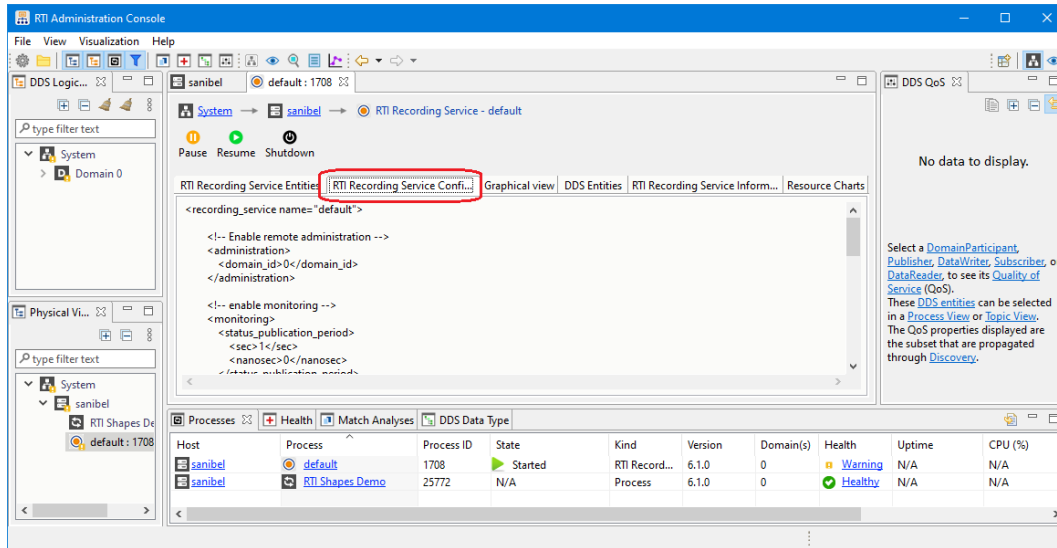 RTI Administration Console
File View Visualization Help
DDS Logic...
type filter text
System
Domain 0
sanibel
default : 1708
System
sanibel
RTI Recording Service - default
Pause Resume Shutdown
RTI Recording Service Entities
RTI Recording Service Confi...
Graphical view
DDS Entities
RTI Recording Service Inform...
Resource Charts
<recording_service name="default">
<!-- Enable remote administration -->
<administration>
<domain_id>0</domain_id>
</administration>
<!-- enable monitoring -->
<monitoring>
<status_publication_period>
<sec>1</sec>
<nanosec>0</nanosec>
</status_publication_period>
DDS QoS
No data to display.
Select a DomainParticipant,
Publisher, DataWriter, Subscriber, o
DataReader, to see its Quality of
Service (QoS).
These DDS entities can be selected
in a Process View or Topic View.
The QoS properties displayed are
the subset that are propagated
through Discovery.
Physical Vi...
type filter text
System
sanibel
RTI Shapes De
default : 1708
Processes
Health
Match Analyses
DDS Data Type
Host Process Process ID State Kind Version Domain(s) Health Uptime CPU (%)
sanibel default 1708 Started RTI Record... 6.1.0 0 Warning N/A N/A
sanibel RTI Shapes Demo 25772 N/A Process 6.1.0 0 Healthy N/A N/A